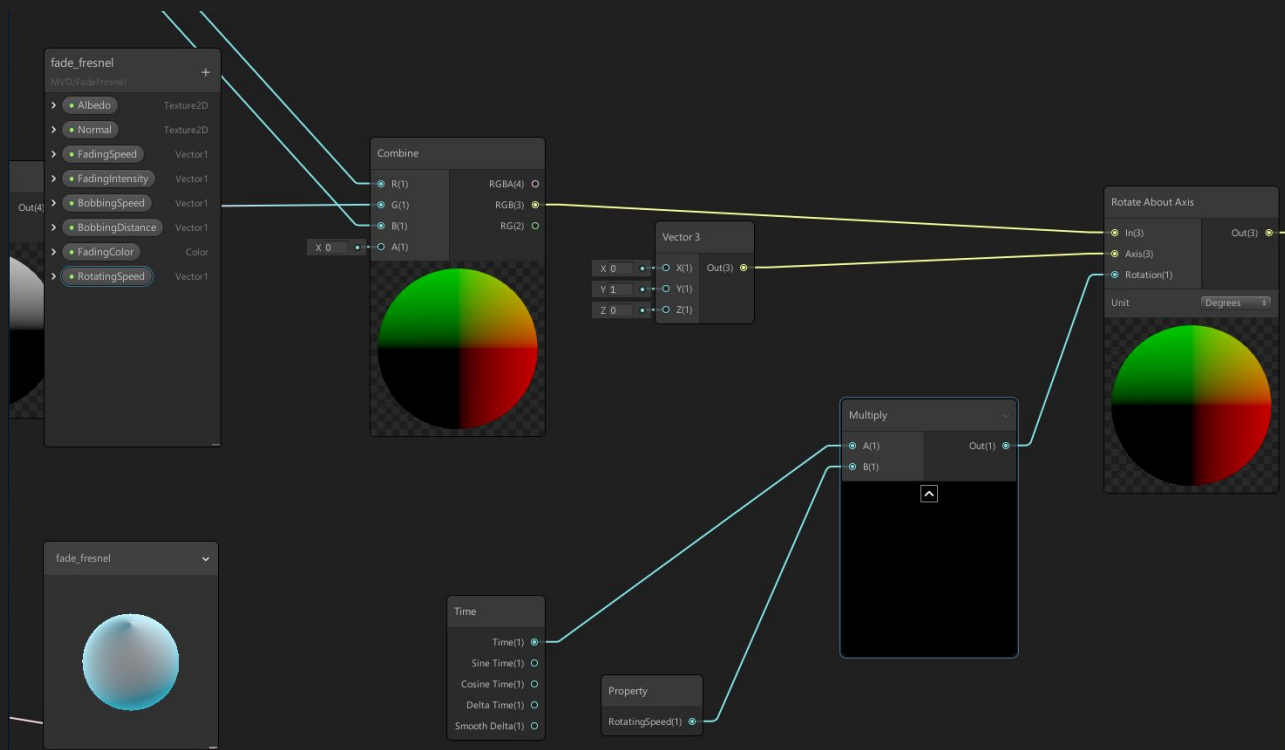 fade_fresnel
+
MVD/FadeFresnel
Albedo Texture2D
Normal Texture2D
FadingSpeed Vector1
FadingIntensity Vector1
BobbingSpeed Vector1
BobbingDistance Vector1
FadingColor Color
RotatingSpeed Vector1
Out(4)
Combine
R(1) RGBA(4)
G(1) RGB(3)
B(1) RG(2)
X 0 A(1)
Vector 3
X 0 X(1) Out(3)
Y 1 Y(1)
Z 0 Z(1)
Rotate About Axis
In(3) Out(3)
Axis(3)
Rotation(1)
Unit Degrees
Multiply
A(1) Out(1)
B(1)
fade_fresnel
Time
Time(1)
Sine Time(1)
Cosine Time(1)
Delta Time(1)
Smooth Delta(1)
Property
RotatingSpeed(1)